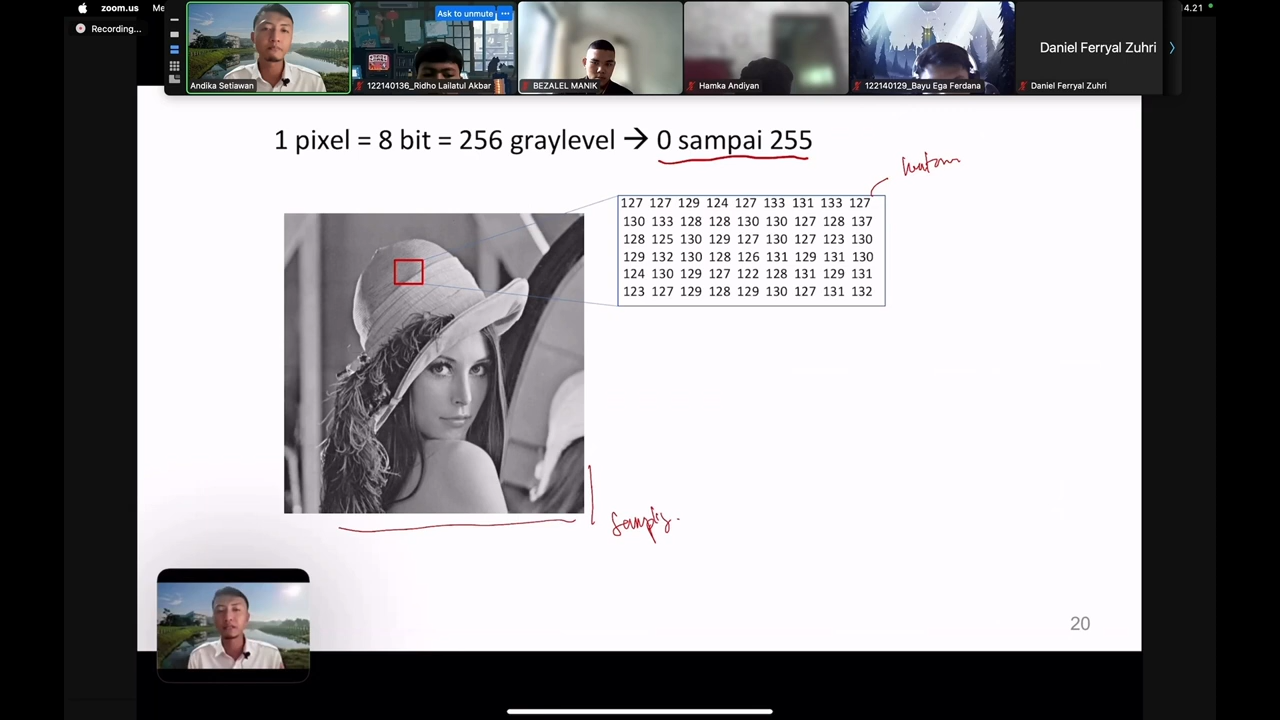 zoom.us Me
4.21
Recording...
Ask to unmute ...
Daniel Ferryal Zuhri
Andika Setiawan
122140136_Ridho Lailatul Akbar
BEZALEL MANIK
Hamka Andiyan
122140129_Bayu Ega Ferdana
Daniel Ferryal Zuhri
1 pixel = 8 bit = 256 graylevel → 0 sampai 255
127 127 129 124 127 133 131 133 127
130 133 128 128 130 130 127 128 137
128 125 130 129 127 130 127 123 130
129 132 130 128 126 131 129 131 130
124 130 129 127 122 128 131 129 131
123 127 129 128 129 130 127 131 132
20